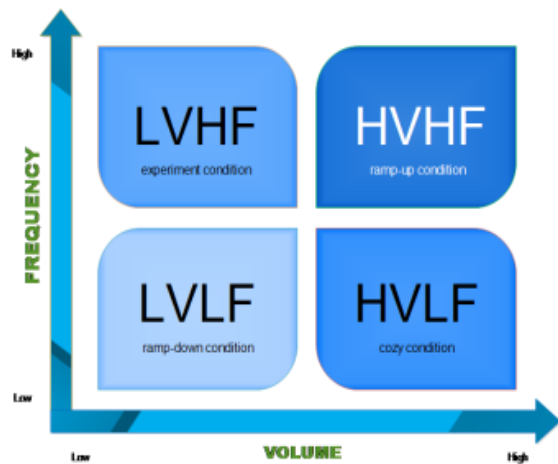 High
LVHF
experiment condition
HVHF
ramp-up condition
FREQUENCY
LVLF
ramp-down condition
HVLF
cozy condition
Low
Low
VOLUME
High